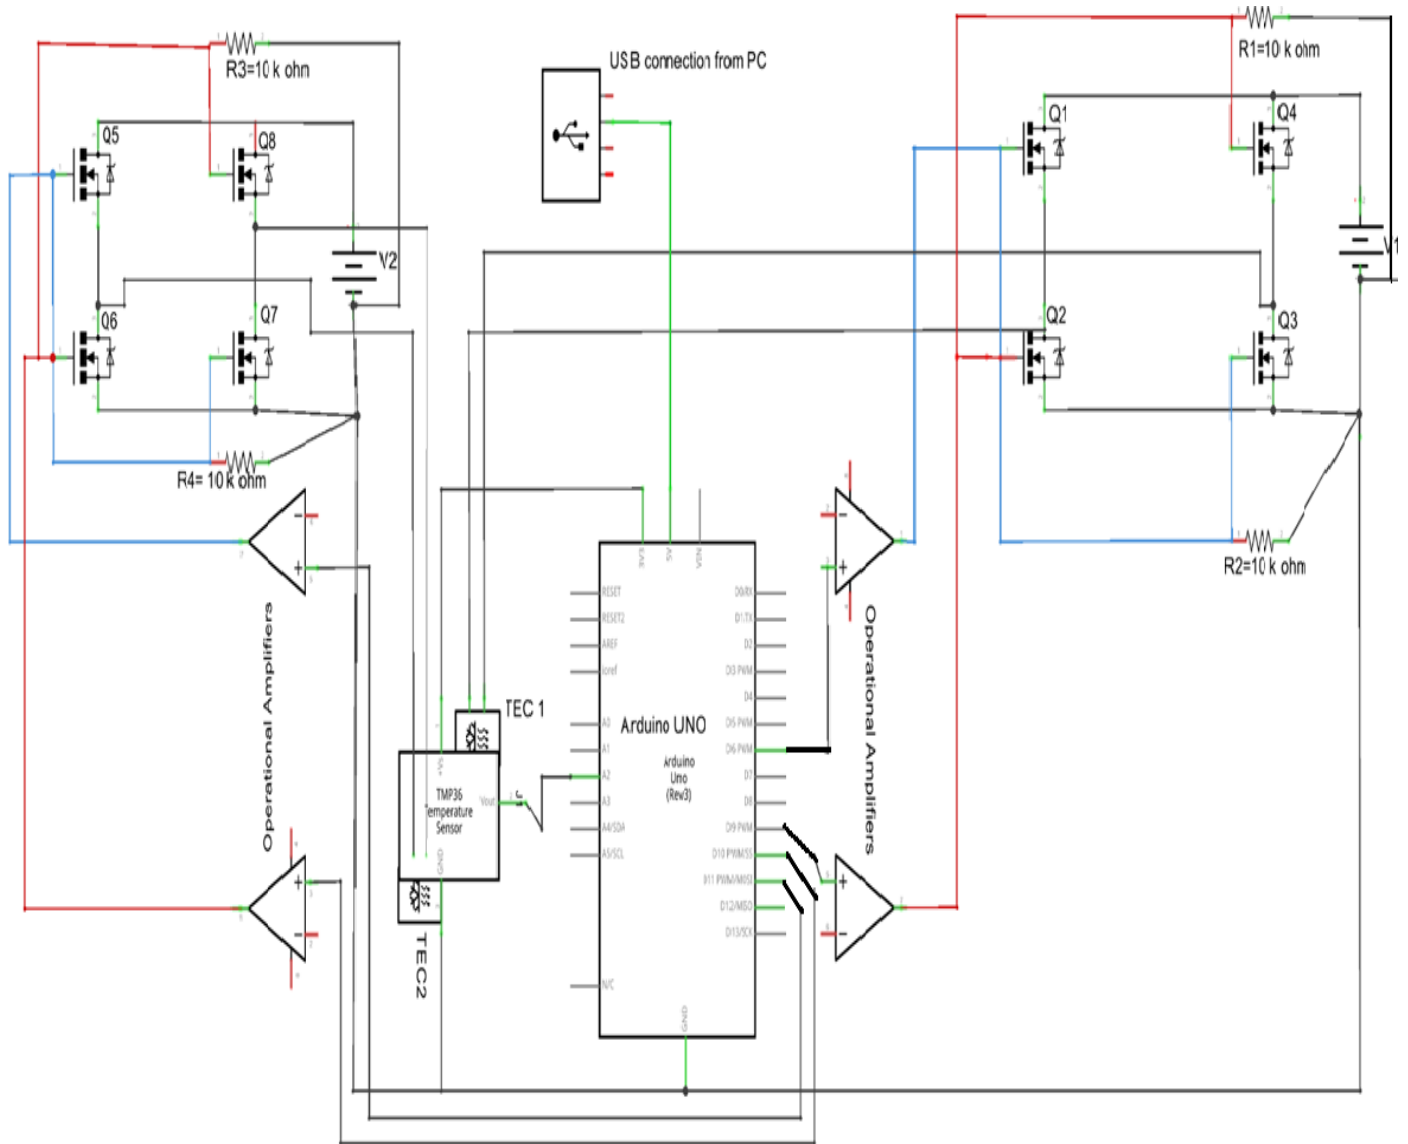 USB connection from PC
R3=10 k ohm
R1=10 k ohm
Q5
Q8
Q1
Q4
V2
V1
Q6
Q7
Q2
Q3
R4= 10 k ohm
R2=10 k ohm
Operational Amplifiers
Operational Amplifiers
3V3
5V
VIN
RESET
RESET2
AREF
ioref
A0
A1
A2
A3
A4/SDA
A5/SCL
N/C
D0/RX
D1/TX
D2
D3 PWM
D4
D5 PWM
D6 PWM
D7
D8
D9 PWM
D10 PWM/SS
D11 PWM/MOSI
D12/MISO
D13/SCK
GND
Arduino UNO
Arduino
Uno
(Rev3)
TEC 1
+VS
TMP36
Temperature
Sensor
Vout
GND
TEC2